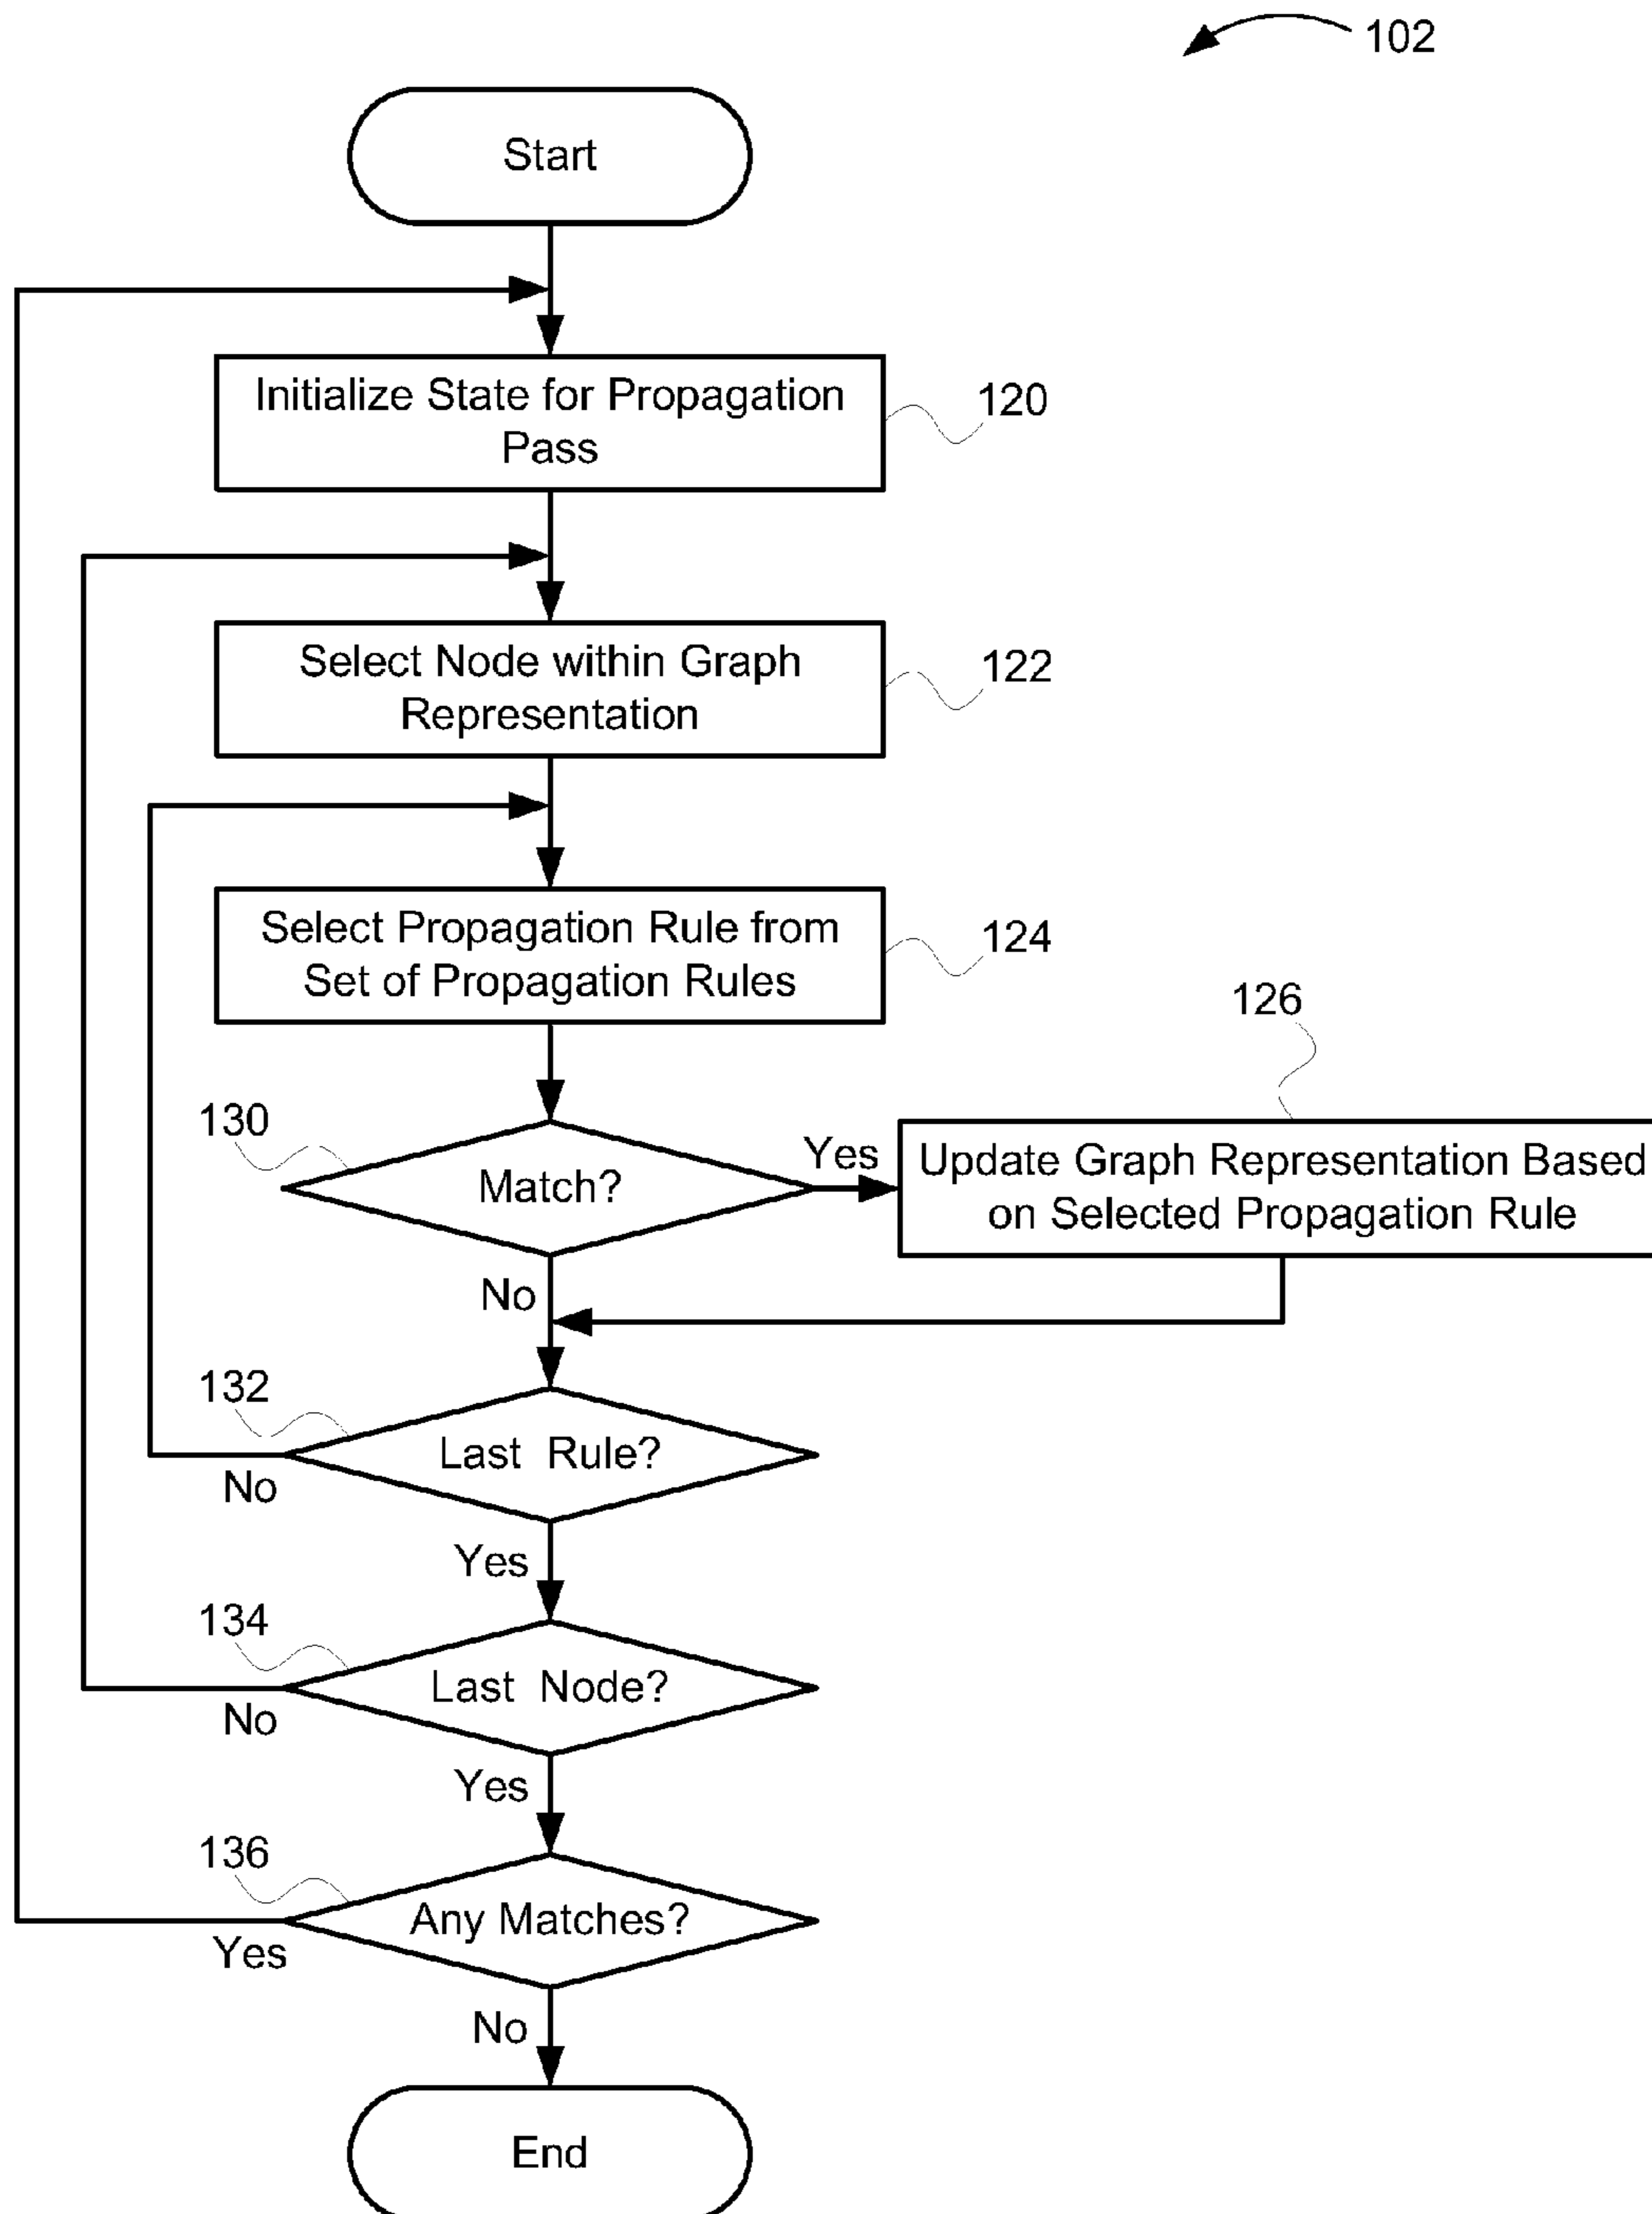 102
Start
Initialize State for Propagation
Pass
120
Select Node within Graph
Representation
122
Select Propagation Rule from
Set of Propagation Rules
124
126
130
Match?
Yes
Update Graph Representation Based
on Selected Propagation Rule
No
132
Last Rule?
No
Yes
134
Last Node?
No
Yes
136
Any Matches?
Yes
No
End